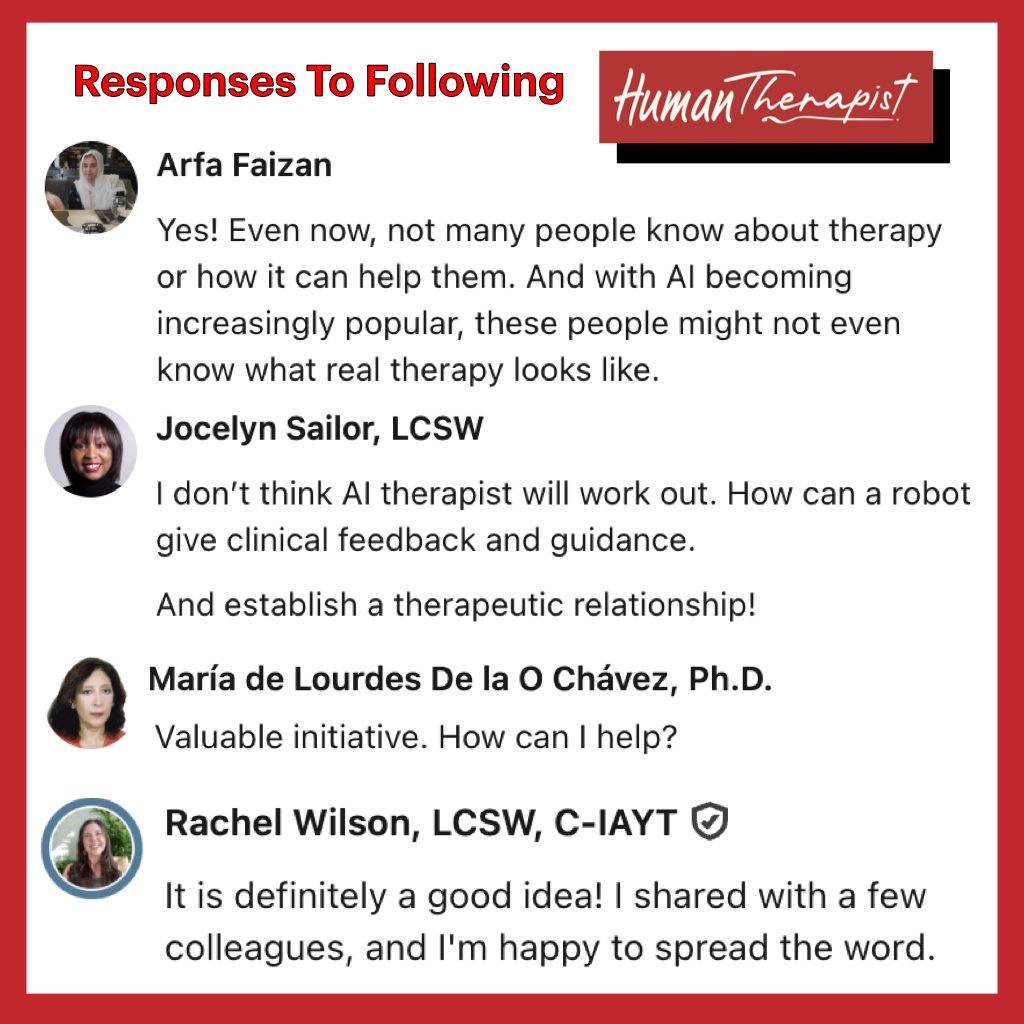 Responses To Following
Human Therapist
Arfa Faizan
Yes! Even now, not many people know about therapy
or how it can help them. And with AI becoming
increasingly popular, these people might not even
know what real therapy looks like.
Jocelyn Sailor, LCSW
I don’t think AI therapist will work out. How can a robot
give clinical feedback and guidance.
And establish a therapeutic relationship!
María de Lourdes De la O Chávez, Ph.D.
Valuable initiative. How can I help?
Rachel Wilson, LCSW, C-IAYT
It is definitely a good idea! I shared with a few
colleagues, and I'm happy to spread the word.